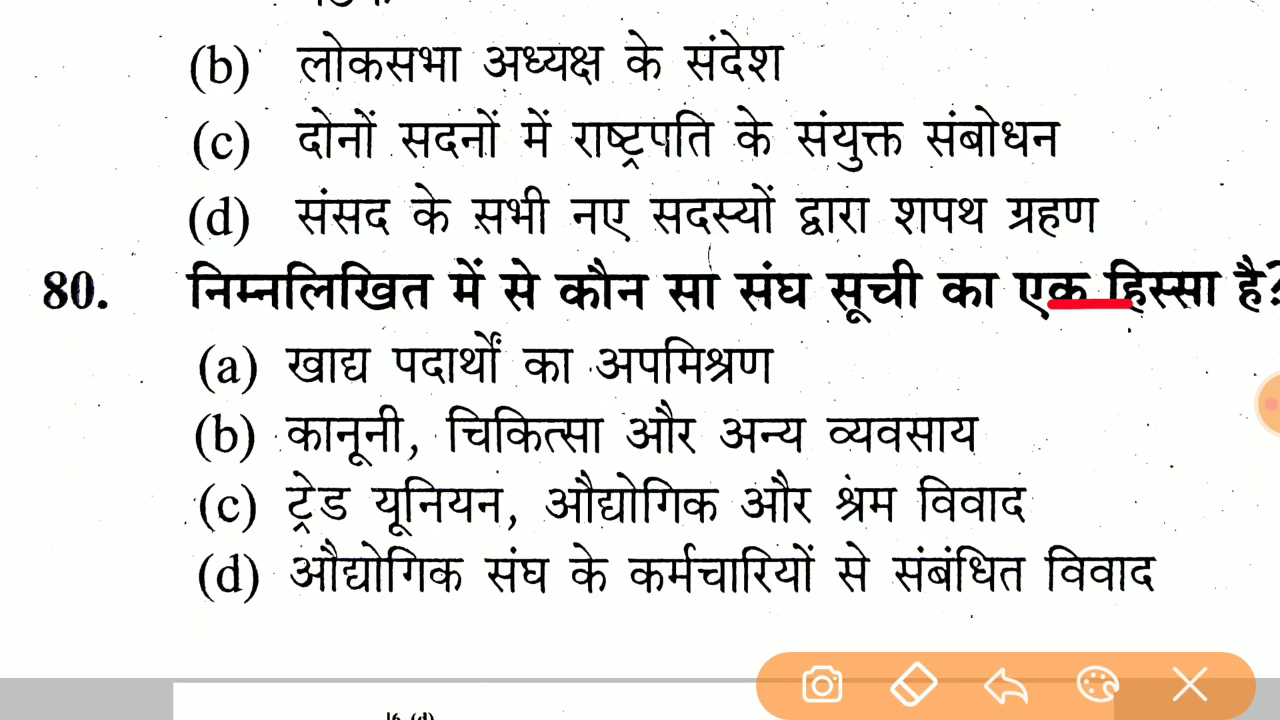 (b) लोकसभा अध्यक्ष के संदेश
(c) दोनों सदनों में राष्ट्रपति के संयुक्त संबोधन
(d) संसद के सभी नए सदस्यों द्वारा शपथ ग्रहण
80. निम्नलिखित में से कौन सा संघ सूची का एक हिस्सा है?
(a) खाद्य पदार्थों का अपमिश्रण
(b) कानूनी, चिकित्सा और अन्य व्यवसाय
(c) ट्रेड यूनियन, औद्योगिक और श्रम विवाद
(d) औद्योगिक संघ के कर्मचारियों से संबंधित विवाद